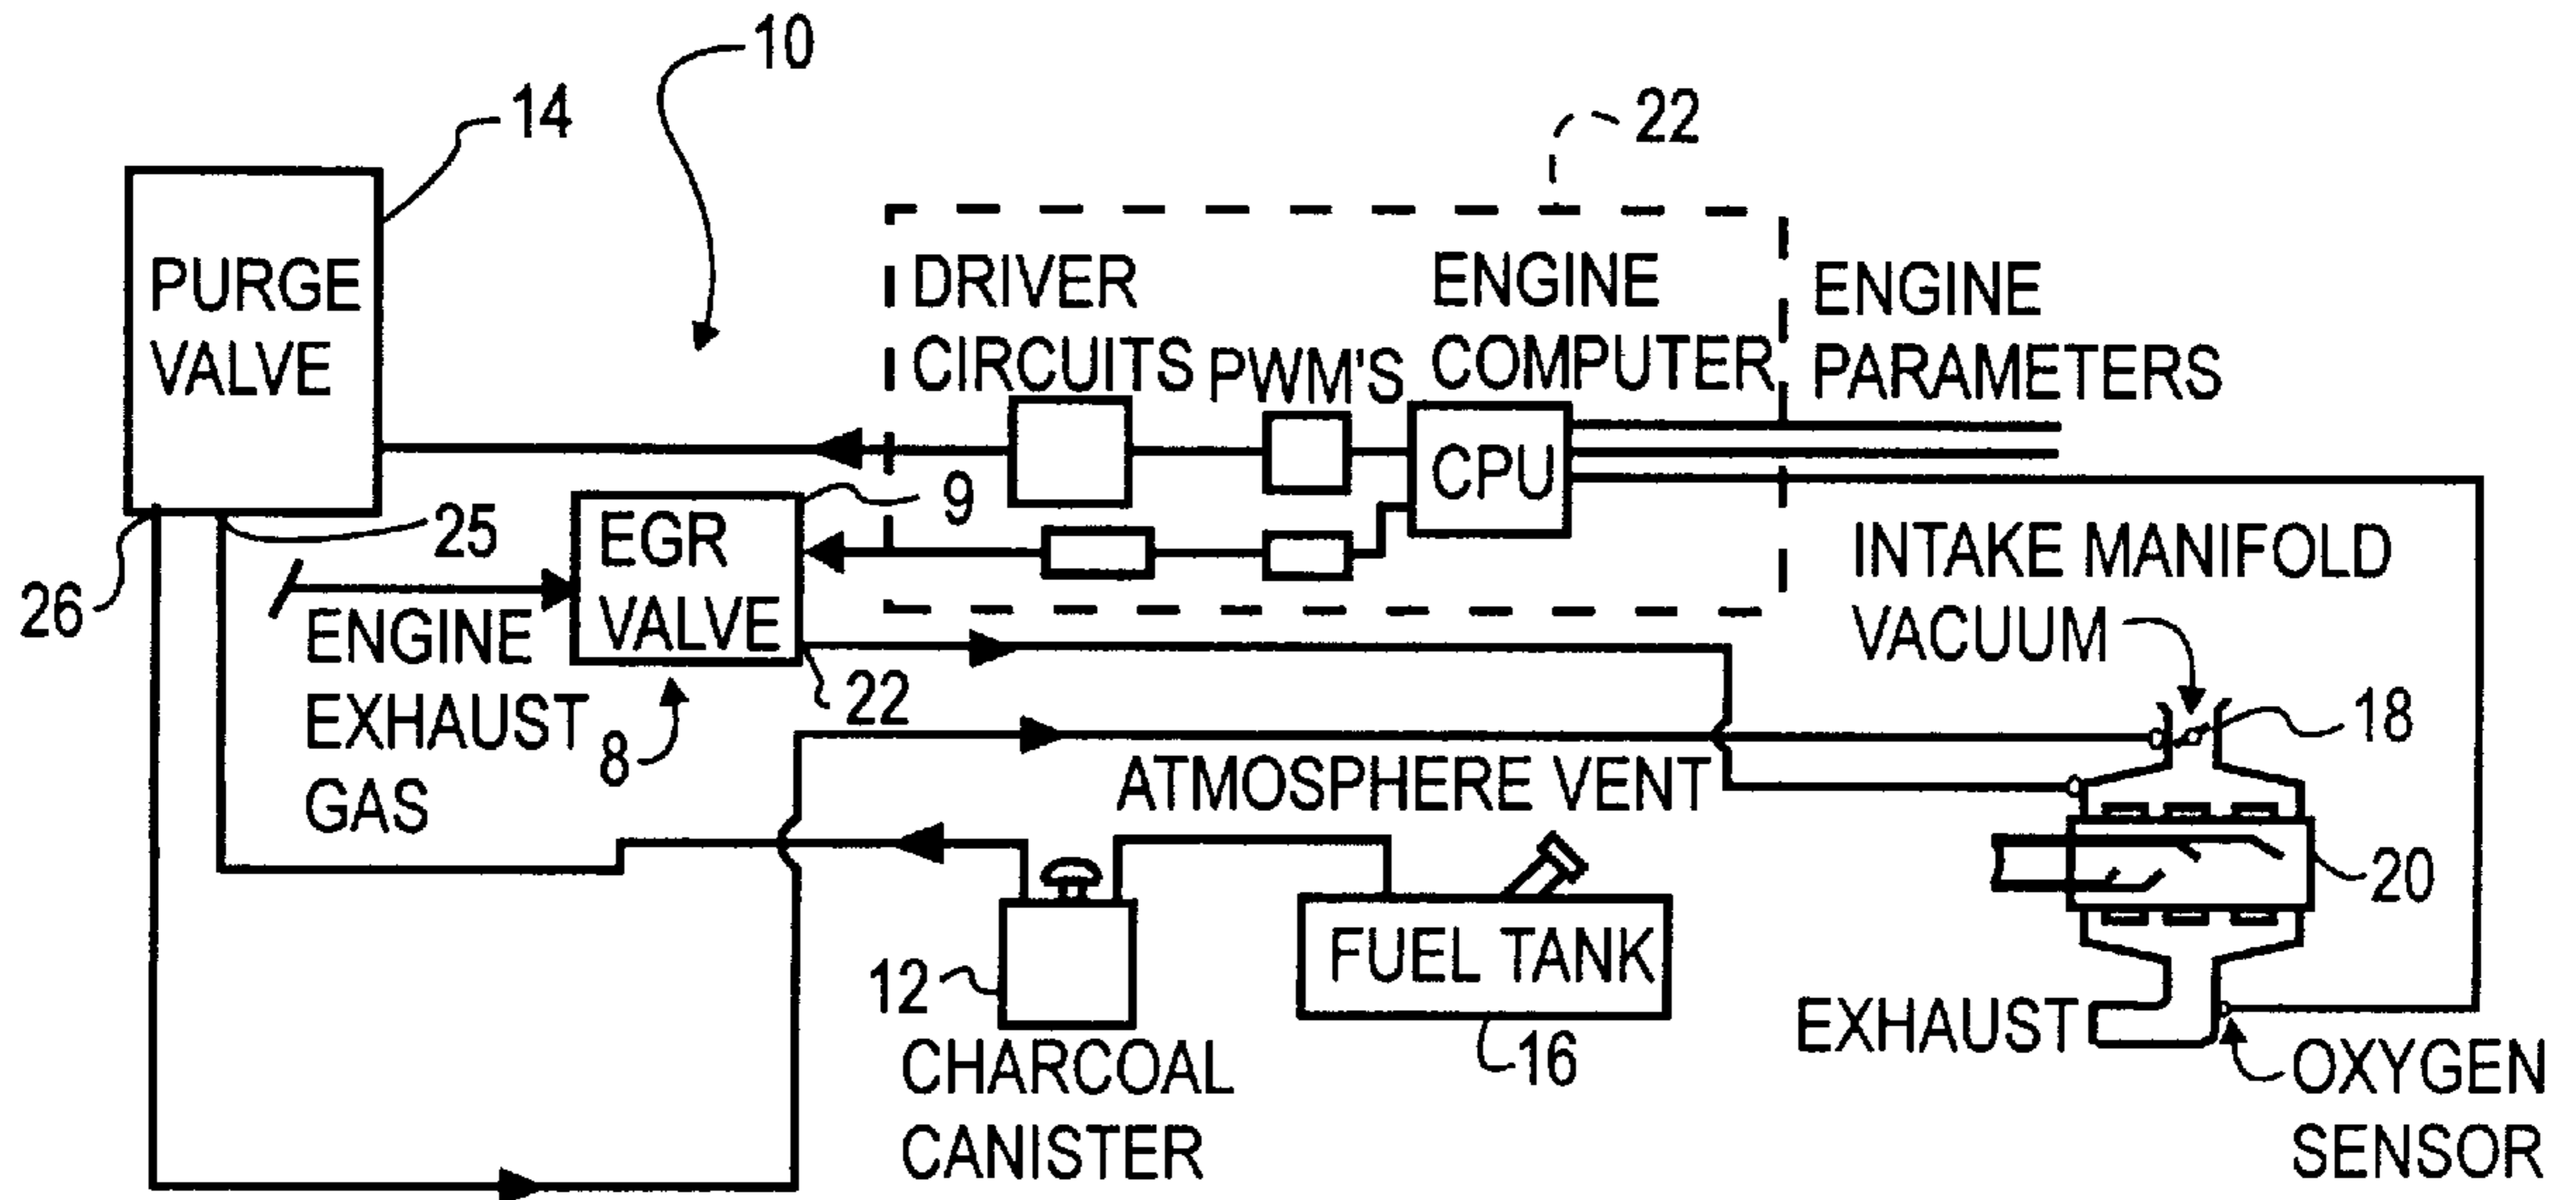 10
14
22
PURGE
VALVE
DRIVER
CIRCUITS
PWM'S
ENGINE
COMPUTER
ENGINE
PARAMETERS
CPU
9
25
26
EGR
VALVE
ENGINE
EXHAUST
GAS
8
22
INTAKE MANIFOLD
VACUUM
18
ATMOSPHERE VENT
20
12
FUEL TANK
16
CHARCOAL
CANISTER
EXHAUST
OXYGEN
SENSOR